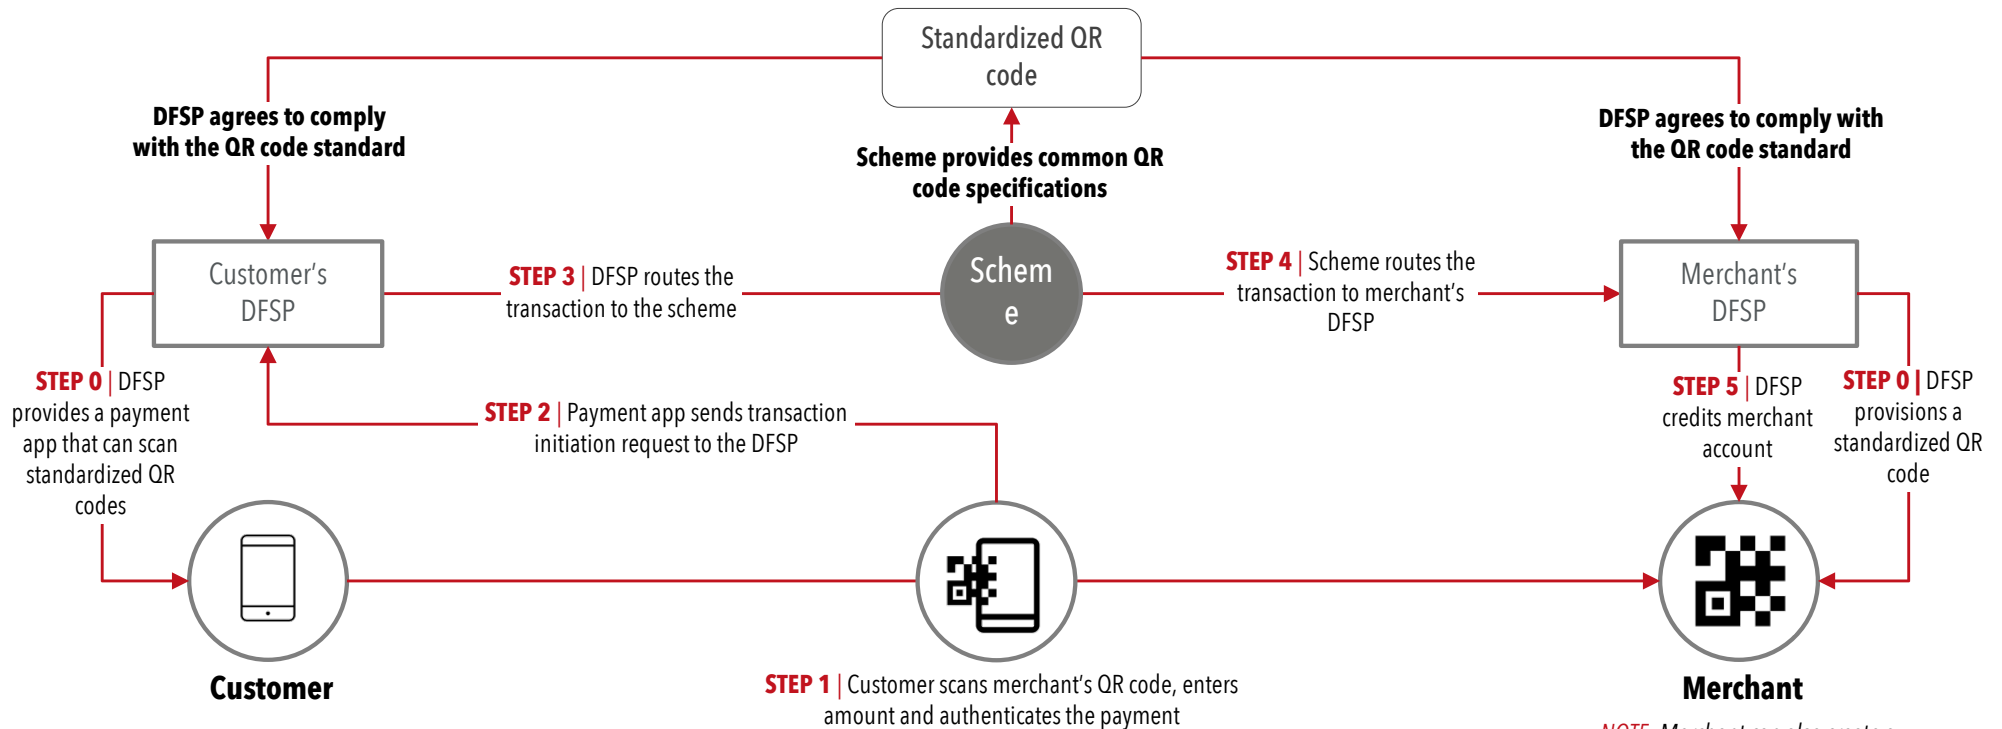 Standardized QR
code
DFSP agrees to comply
with the QR code standard
Scheme provides common QR
code specifications
DFSP agrees to comply with
the QR code standard
Customer's
DFSP
STEP 3 | DFSP routes the
transaction to the scheme
Schem
e
STEP 4 | Scheme routes the
transaction to merchant's
DFSP
Merchant's
DFSP
STEP 0 | DFSP
provides a payment
app that can scan
standardized QR
codes
STEP 2 | Payment app sends transaction
initiation request to the DFSP
STEP 5 | DFSP
credits merchant
account
STEP 0 | DFSP
provisions a
standardized QR
code
Customer
STEP 1 | Customer scans merchant's QR code, enters
amount and authenticates the payment
Merchant
NOTE Merchant can also create a